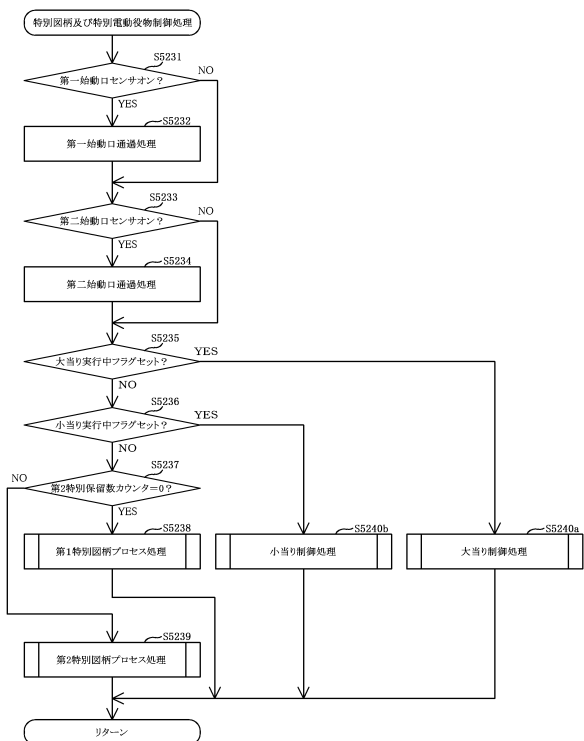 特別図柄及び特別電動役物制御処理
S5231
第一始動口センサオン？
NO
YES
S5232
第一始動口通過処理
S5233
第二始動口センサオン？
NO
YES
S5234
第二始動口通過処理
S5235
大当り実行中フラグセット？
YES
NO
S5236
小当り実行中フラグセット？
YES
NO
S5237
第2特別保留数カウンタ=0？
NO
YES
S5238
第1特別図柄プロセス処理
S5240b
小当り制御処理
S5240a
大当り制御処理
S5239
第2特別図柄プロセス処理
リターン